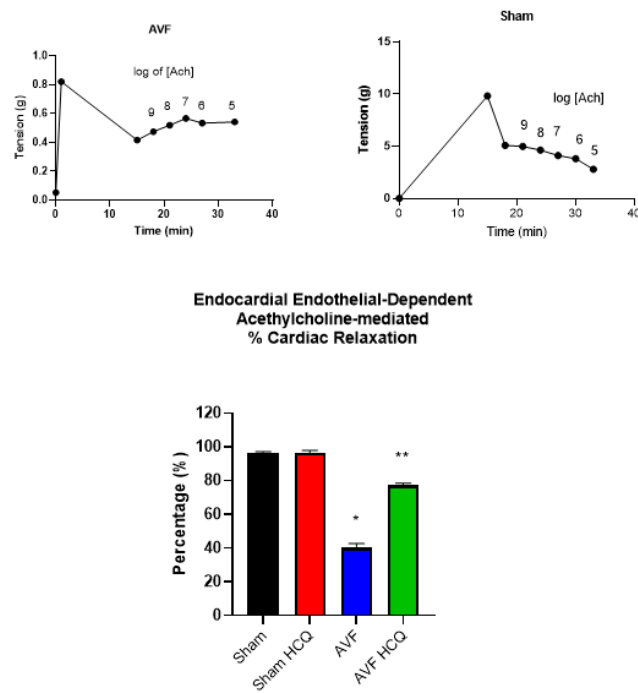 AVF
log of [Ach]
Tension (g)
1.0
0.8
0.6
0.4
0.2
0.0
9 8 7 6 5
0 10 20 30 40
Time (min)
Sham
log [Ach]
Tension (g)
15
10
5
0
9 8 7 6 5
0 10 20 30 40
Time (min)
Endocardial Endothelial-Dependent
Acethylcholine-mediated
% Cardiac Relaxation
Percentage (%)
120
100
80
60
40
20
0
*
**
Sham
Sham HCQ
AVF
AVF HCQ